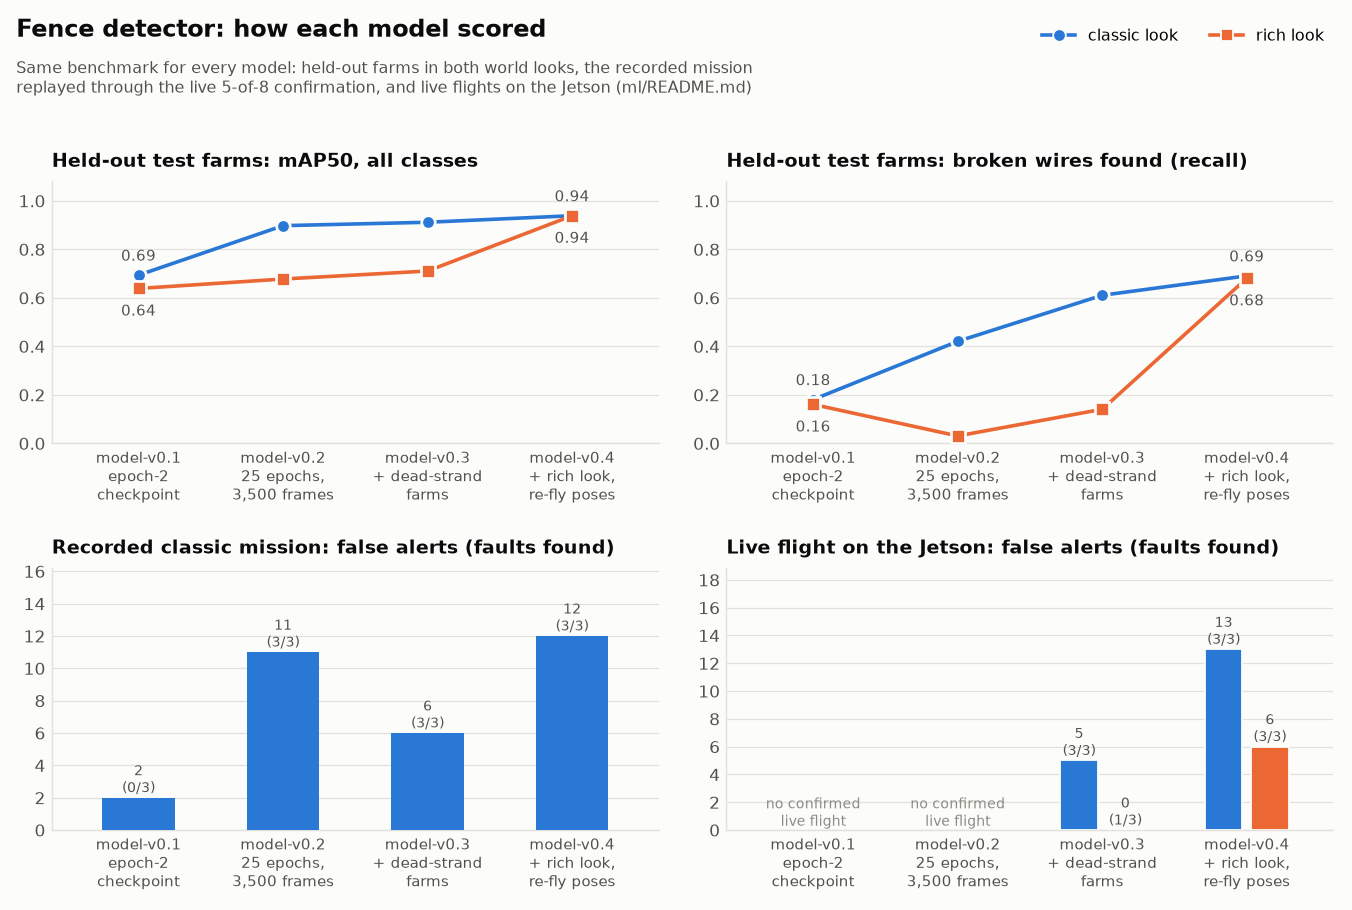 Fence detector: how each model scored
classic look
rich look
Same benchmark for every model: held-out farms in both world looks, the recorded mission
replayed through the live 5-of-8 confirmation, and live flights on the Jetson (ml/README.md)
Held-out test farms: mAP50, all classes
1.0
0.8
0.6
0.4
0.2
0.0
0.69
0.64
0.94
0.94
model-v0.1
epoch-2
checkpoint
model-v0.2
25 epochs,
3,500 frames
model-v0.3
+ dead-strand
farms
model-v0.4
+ rich look,
re-fly poses
Held-out test farms: broken wires found (recall)
1.0
0.8
0.6
0.4
0.2
0.0
0.18
0.16
0.69
0.68
model-v0.1
epoch-2
checkpoint
model-v0.2
25 epochs,
3,500 frames
model-v0.3
+ dead-strand
farms
model-v0.4
+ rich look,
re-fly poses
Recorded classic mission: false alerts (faults found)
16
14
12
10
8
6
4
2
0
2
(0/3)
11
(3/3)
6
(3/3)
12
(3/3)
model-v0.1
epoch-2
checkpoint
model-v0.2
25 epochs,
3,500 frames
model-v0.3
+ dead-strand
farms
model-v0.4
+ rich look,
re-fly poses
Live flight on the Jetson: false alerts (faults found)
18
16
14
12
10
8
6
4
2
0
no confirmed
live flight
no confirmed
live flight
5
(3/3)
0
(1/3)
13
(3/3)
6
(3/3)
model-v0.1
epoch-2
checkpoint
model-v0.2
25 epochs,
3,500 frames
model-v0.3
+ dead-strand
farms
model-v0.4
+ rich look,
re-fly poses